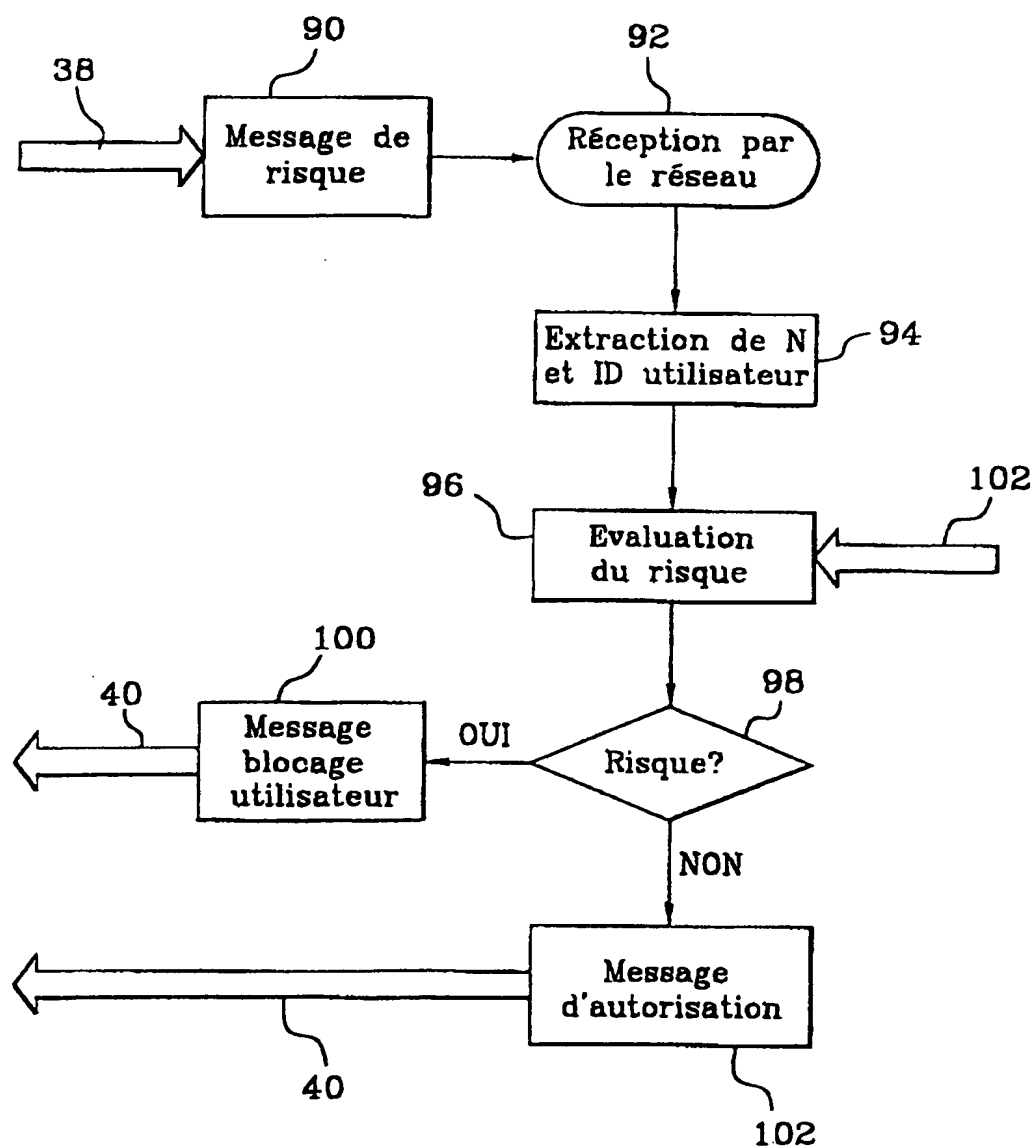 90
92
38
Message de
risque
Réception par
le réseau
Extraction de N
et ID utilisateur
94
96
102
Evaluation
du risque
100
98
40
Message
blocage
utilisateur
OUI
Risque?
NON
Message
d'autorisation
40
102